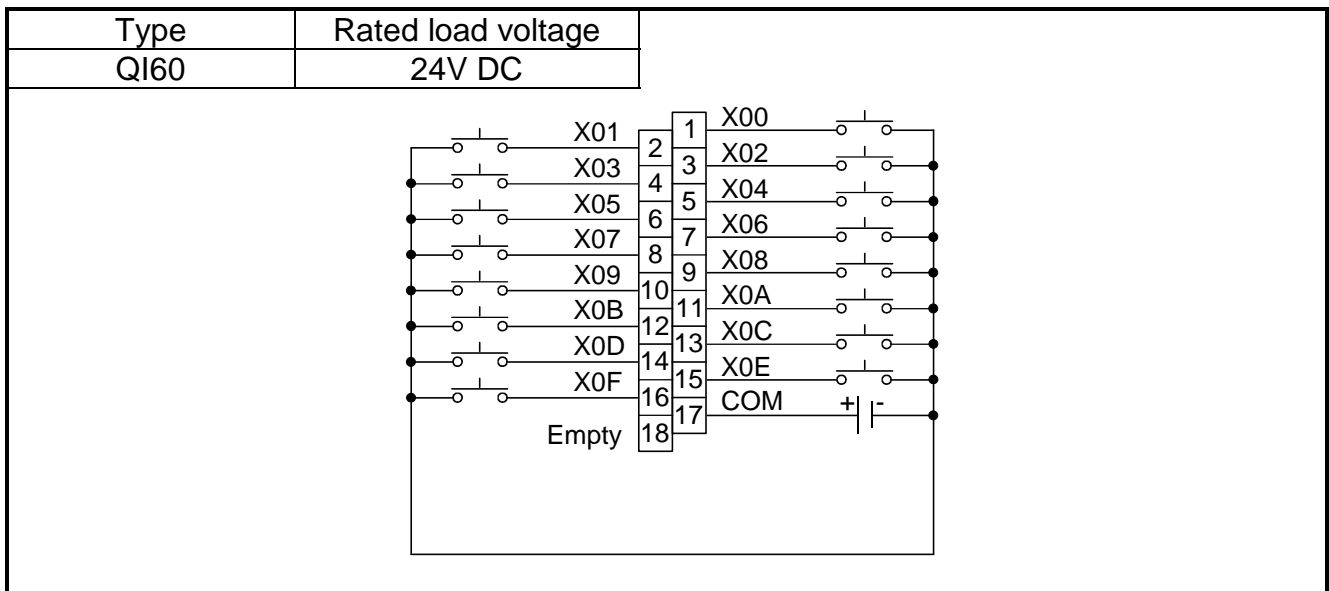 Type Rated load voltage
QI60 24V DC
X01 2 1 X00
X03 4 3 X02
X05 6 5 X04
X07 8 7 X06
X09 10 9 X08
X0B 12 11 X0A
X0D 14 13 X0C
X0F 16 15 X0E
Empty 18 17 COM + -